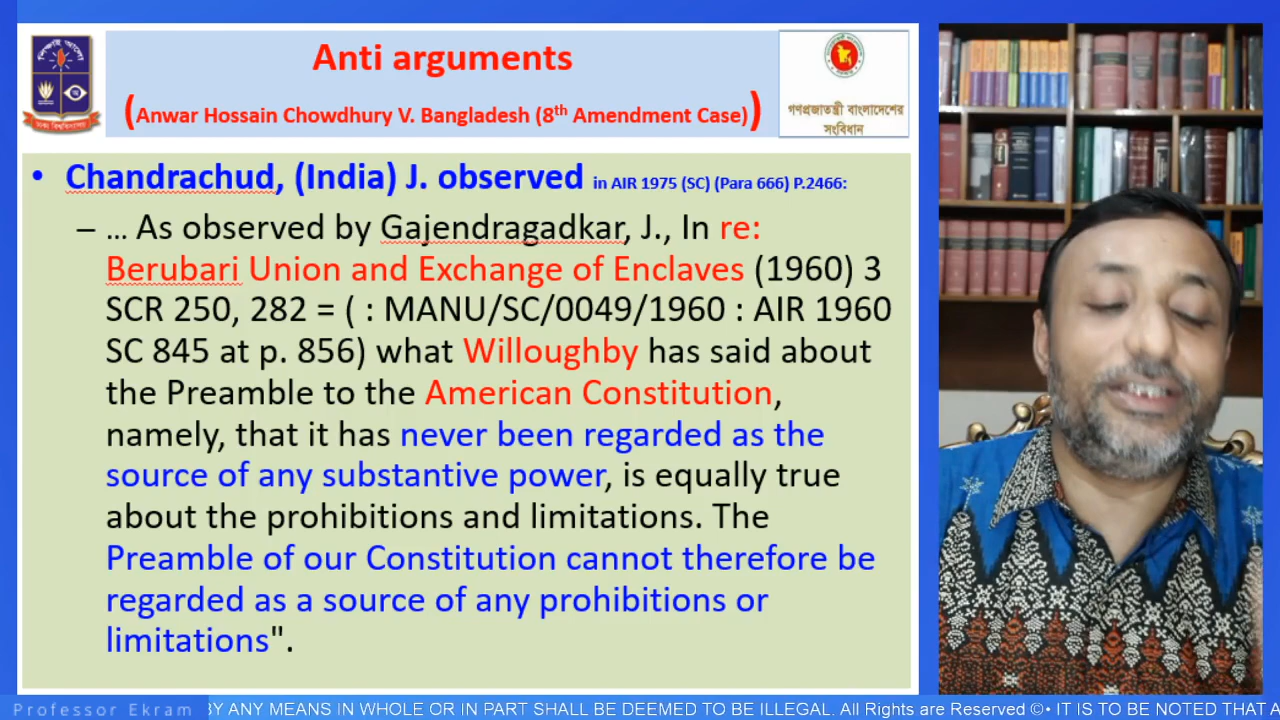 Anti arguments
(Anwar Hossain Chowdhury V. Bangladesh (8th Amendment Case))
গণপ্রজাতন্ত্রী বাংলাদেশের
সংবিধান
• Chandrachud, (India) J. observed in AIR 1975 (SC) (Para 666) P.2466:
– ... As observed by Gajendragadkar, J., In re:
Berubari Union and Exchange of Enclaves (1960) 3
SCR 250, 282 = ( : MANU/SC/0049/1960 : AIR 1960
SC 845 at p. 856) what Willoughby has said about
the Preamble to the American Constitution,
namely, that it has never been regarded as the
source of any substantive power, is equally true
about the prohibitions and limitations. The
Preamble of our Constitution cannot therefore be
regarded as a source of any prohibitions or
limitations".
Professor Ekram
BY ANY MEANS IN WHOLE OR IN PART SHALL BE DEEMED TO BE ILLEGAL. All Rights are Reserved ©• IT IS TO BE NOTED THAT A